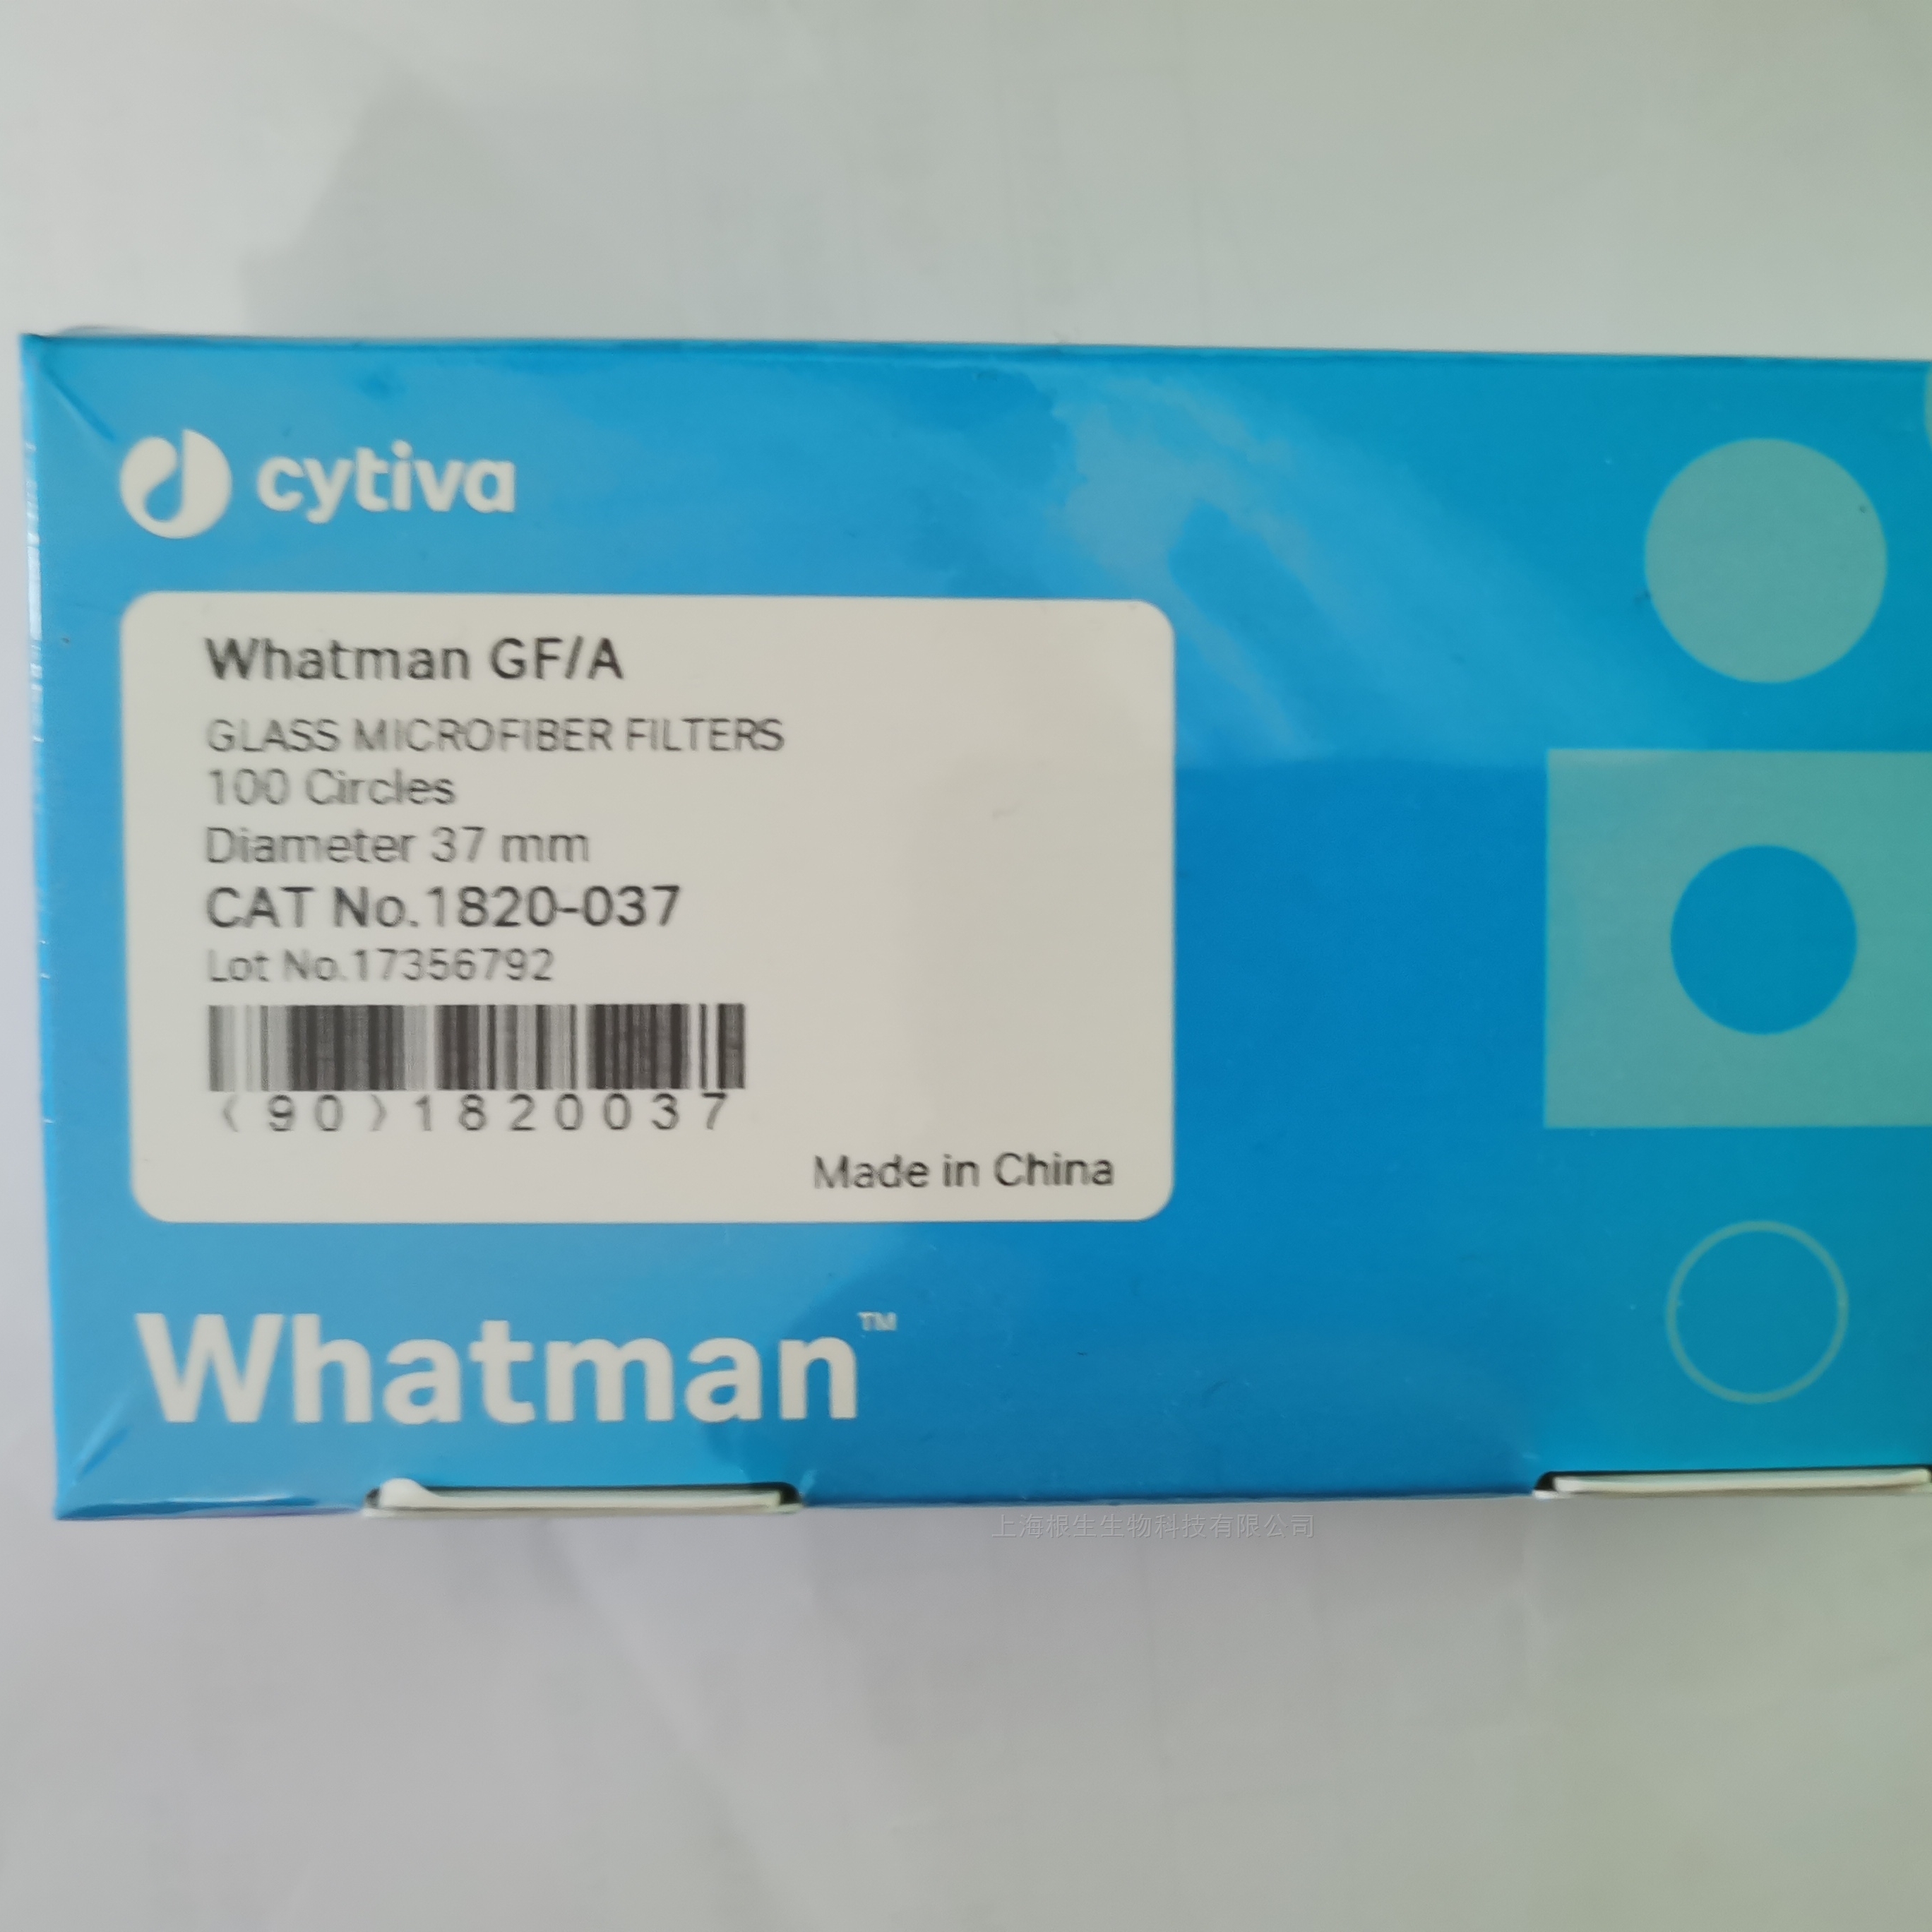 cytiva
Whatman GF/A
GLASS MICROFIBER FILTERS
100 Circles
Diameter 37 mm
CAT No.1820-037
Lot No.17356792
(90)1820037
Made in China
Whatman™
上海根生生物科技有限公司